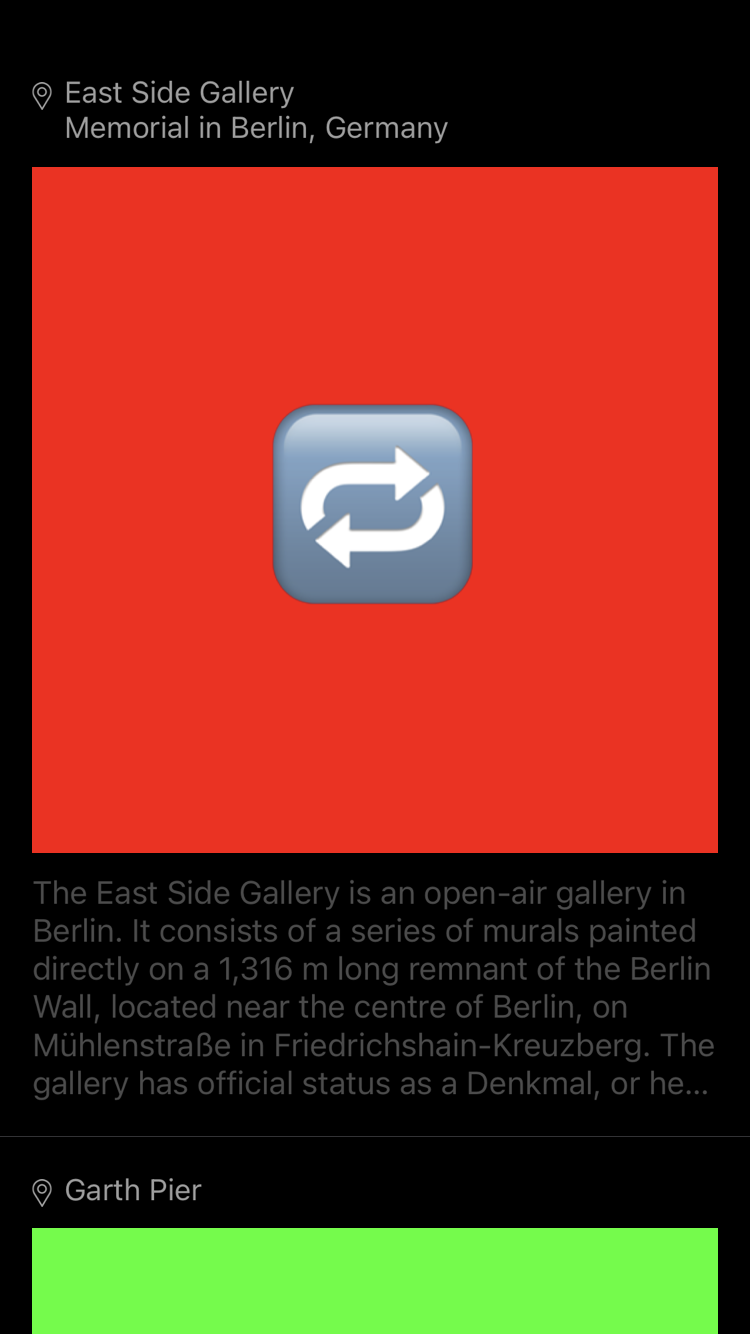 East Side Gallery
Memorial in Berlin, Germany
The East Side Gallery is an open-air gallery in
Berlin. It consists of a series of murals painted
directly on a 1,316 m long remnant of the Berlin
Wall, located near the centre of Berlin, on
Mühlenstraße in Friedrichshain-Kreuzberg. The
gallery has official status as a Denkmal, or he...
Garth Pier